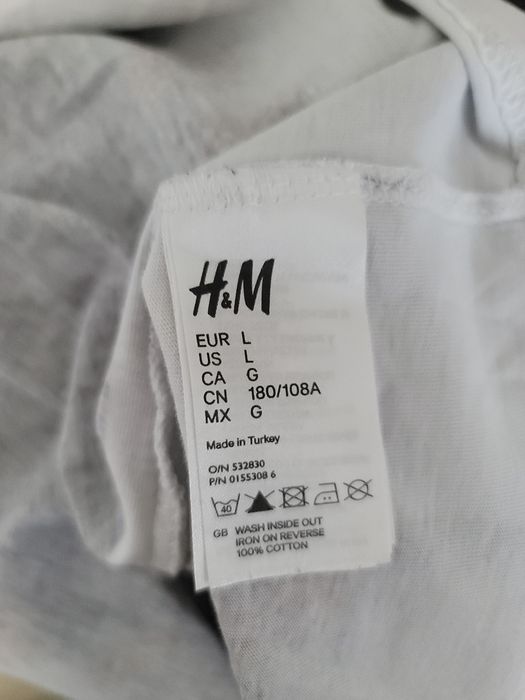 H&M
EUR L
US L
CA G
CN 180/108A
MX G
Made in Turkey
O/N 532830
P/N 0155308 6
40
GB WASH INSIDE OUT
IRON ON REVERSE
100% COTTON